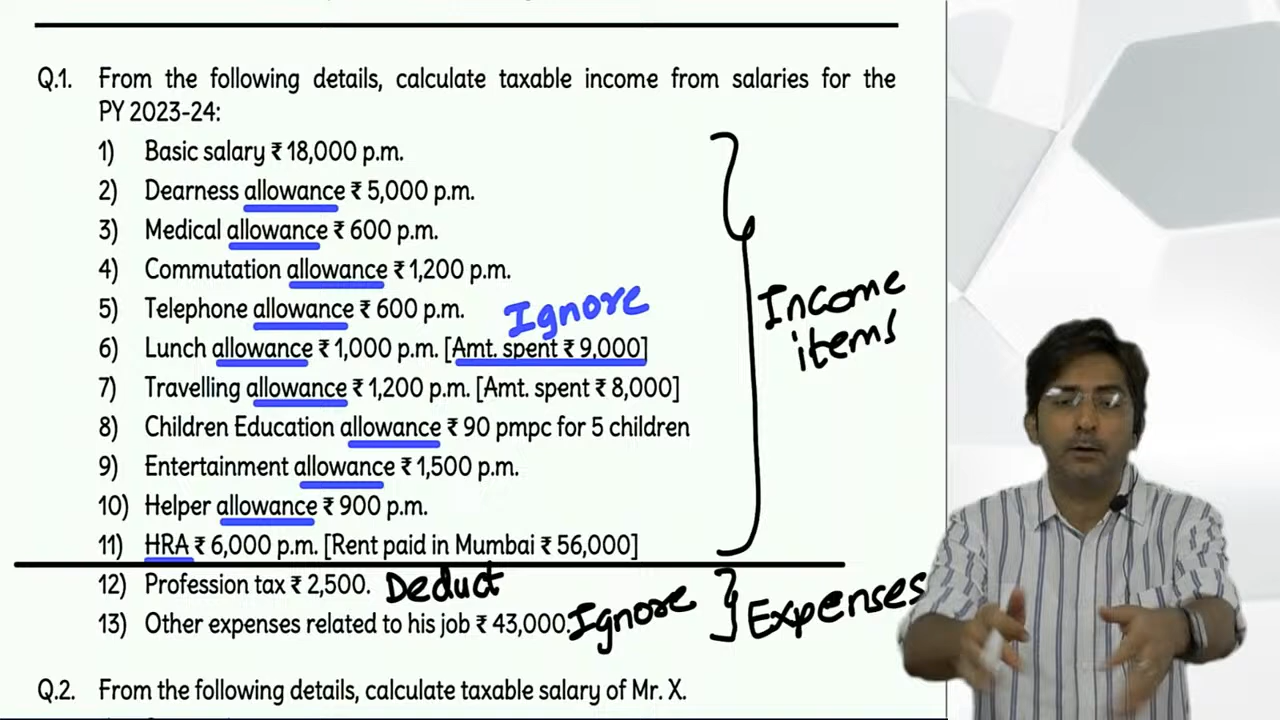 Q.1. From the following details, calculate taxable income from salaries for the
PY 2023-24:
1) Basic salary ₹ 18,000 p.m.
2) Dearness allowance ₹ 5,000 p.m.
3) Medical allowance ₹ 600 p.m.
4) Commutation allowance ₹ 1,200 p.m.
5) Telephone allowance ₹ 600 p.m.
Ignore
6) Lunch allowance ₹ 1,000 p.m. [Amt. spent ₹ 9,000]
7) Travelling allowance ₹ 1,200 p.m. [Amt. spent ₹ 8,000]
8) Children Education allowance ₹ 90 pmpc for 5 children
9) Entertainment allowance ₹ 1,500 p.m.
10) Helper allowance ₹ 900 p.m.
11) HRA ₹ 6,000 p.m. [Rent paid in Mumbai ₹ 56,000]
Income
items
12) Profession tax ₹ 2,500. Deduct
13) Other expenses related to his job ₹ 43,000. Ignore
Expenses
Q.2. From the following details, calculate taxable salary of Mr. X.